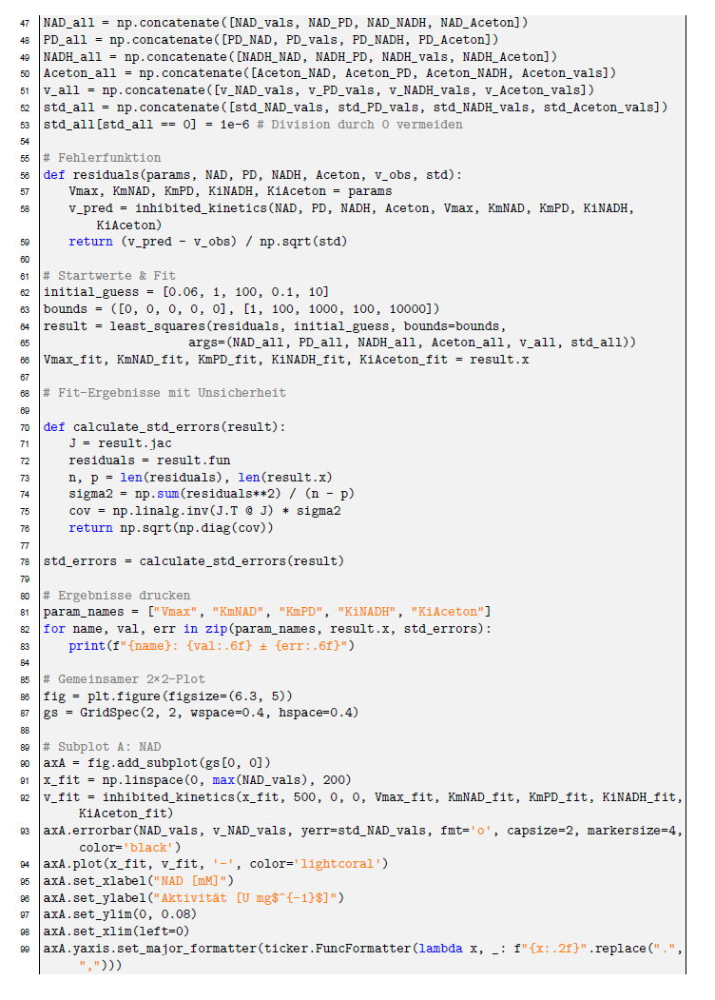 47 NAD_all = np.concatenate([NAD_vals, NAD_PD, NAD_NADH, NAD_Aceton])
48 PD_all = np.concatenate([PD_NAD, PD_vals, PD_NADH, PD_Aceton])
49 NADH_all = np.concatenate([NADH_NAD, NADH_PD, NADH_vals, NADH_Aceton])
50 Aceton_all = np.concatenate([Aceton_NAD, Aceton_PD, Aceton_NADH, Aceton_vals])
51 v_all = np.concatenate([v_NAD_vals, v_PD_vals, v_NADH_vals, v_Aceton_vals])
52 std_all = np.concatenate([std_NAD_vals, std_PD_vals, std_NADH_vals, std_Aceton_vals])
53 std_all[std_all == 0] = 1e-6 # Division durch 0 vermeiden
54
55 # Fehlerfunktion
56 def residuals(params, NAD, PD, NADH, Aceton, v_obs, std):
57     Vmax, KmNAD, KmPD, KiNADH, KiAceton = params
58     v_pred = inhibited_kinetics(NAD, PD, NADH, Aceton, Vmax, KmNAD, KmPD, KiNADH,
KiAceton)
59     return (v_pred - v_obs) / np.sqrt(std)
60
61 # Startwerte & Fit
62 initial_guess = [0.06, 1, 100, 0.1, 10]
63 bounds = ([0, 0, 0, 0, 0], [1, 100, 1000, 100, 10000])
64 result = least_squares(residuals, initial_guess, bounds=bounds,
65                     args=(NAD_all, PD_all, NADH_all, Aceton_all, v_all, std_all))
66 Vmax_fit, KmNAD_fit, KmPD_fit, KiNADH_fit, KiAceton_fit = result.x
67
68 # Fit-Ergebnisse mit Unsicherheit
69
70 def calculate_std_errors(result):
71     J = result.jac
72     residuals = result.fun
73     n, p = len(residuals), len(result.x)
74     sigma2 = np.sum(residuals**2) / (n - p)
75     cov = np.linalg.inv(J.T @ J) * sigma2
76     return np.sqrt(np.diag(cov))
77
78 std_errors = calculate_std_errors(result)
79
80 # Ergebnisse drucken
81 param_names = ["Vmax", "KmNAD", "KmPD", "KiNADH", "KiAceton"]
82 for name, val, err in zip(param_names, result.x, std_errors):
83     print(f"{name}: {val:.6f} ± {err:.6f}")
84
85 # Gemeinsamer 2×2-Plot
86 fig = plt.figure(figsize=(6.3, 5))
87 gs = GridSpec(2, 2, wspace=0.4, hspace=0.4)
88
89 # Subplot A: NAD
90 axA = fig.add_subplot(gs[0, 0])
91 x_fit = np.linspace(0, max(NAD_vals), 200)
92 v_fit = inhibited_kinetics(x_fit, 500, 0, 0, Vmax_fit, KmNAD_fit, KmPD_fit, KiNADH_fit,
KiAceton_fit)
93 axA.errorbar(NAD_vals, v_NAD_vals, yerr=std_NAD_vals, fmt='o', capsize=2, markersize=4,
color='black')
94 axA.plot(x_fit, v_fit, '-', color='lightcoral')
95 axA.set_xlabel("NAD [mM]")
96 axA.set_ylabel("Aktivität [U mg$^{-1}$]")
97 axA.set_ylim(0, 0.08)
98 axA.set_xlim(left=0)
99 axA.yaxis.set_major_formatter(ticker.FuncFormatter(lambda x, _: f"{x:.2f}".replace(".",
",")))